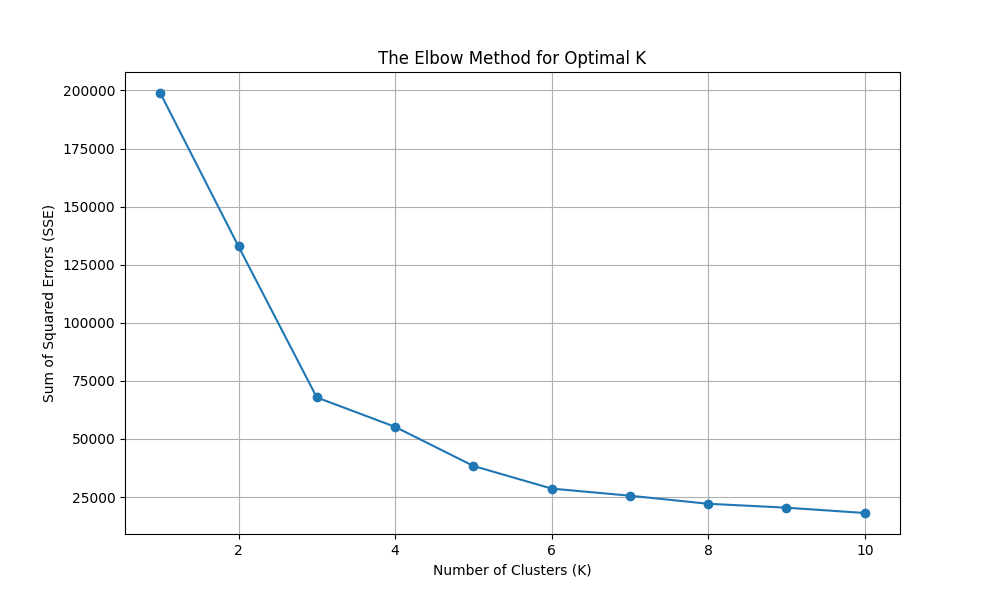 The Elbow Method for Optimal K
200000
175000
150000
125000
100000
75000
50000
25000
Sum of Squared Errors (SSE)
2 4 6 8 10
Number of Clusters (K)